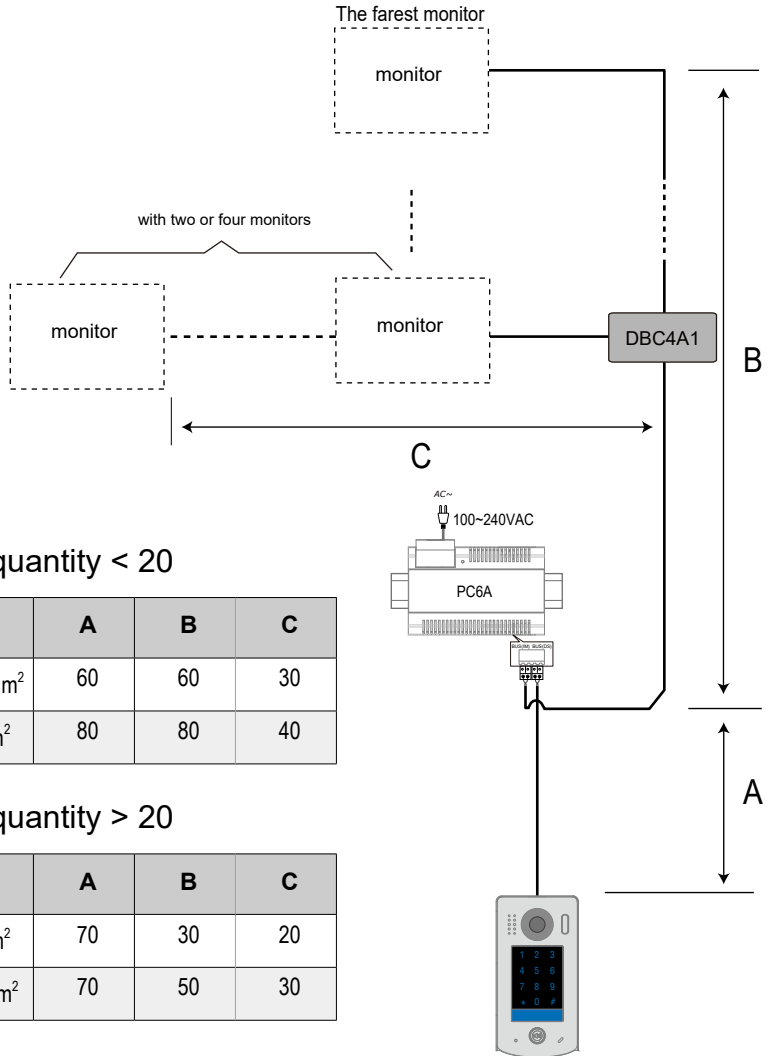 The farest monitor
monitor
with two or four monitors
monitor
monitor
DBC4A1
B
C
AC~
100~240VAC
PC6A
BUS(IM) BUS(DS)
quantity < 20
A B C
m² 60 60 30
m² 80 80 40
A
quantity > 20
A B C
m² 70 30 20
m² 70 50 30
1 2 3
4 5 6
7 8 9
* 0 #